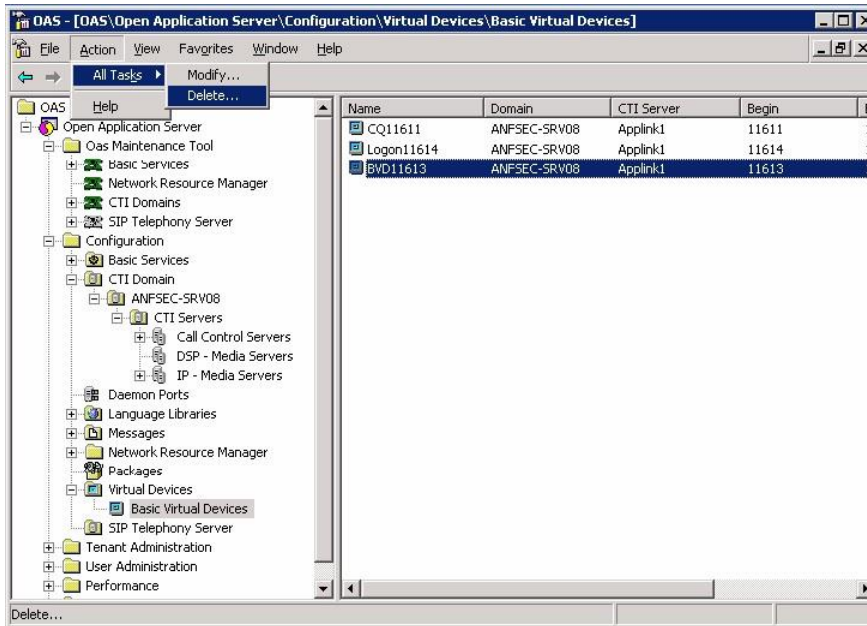 OAS - [OAS\Open Application Server\Configuration\Virtual Devices\Basic Virtual Devices]
File Action View Favorites Window Help
All Tasks
Modify...
Delete...
Help
OAS
Open Application Server
Oas Maintenance Tool
Basic Services
Network Resource Manager
CTI Domains
SIP Telephony Server
Configuration
Basic Services
CTI Domain
ANFSEC-SRV08
CTI Servers
Call Control Servers
DSP - Media Servers
IP - Media Servers
Daemon Ports
Language Libraries
Messages
Network Resource Manager
Packages
Virtual Devices
Basic Virtual Devices
SIP Telephony Server
Tenant Administration
User Administration
Performance
Name Domain CTI Server Begin
CQ11611 ANFSEC-SRV08 Applink1 11611
Logon11614 ANFSEC-SRV08 Applink1 11614
BVD11613 ANFSEC-SRV08 Applink1 11613
Delete...